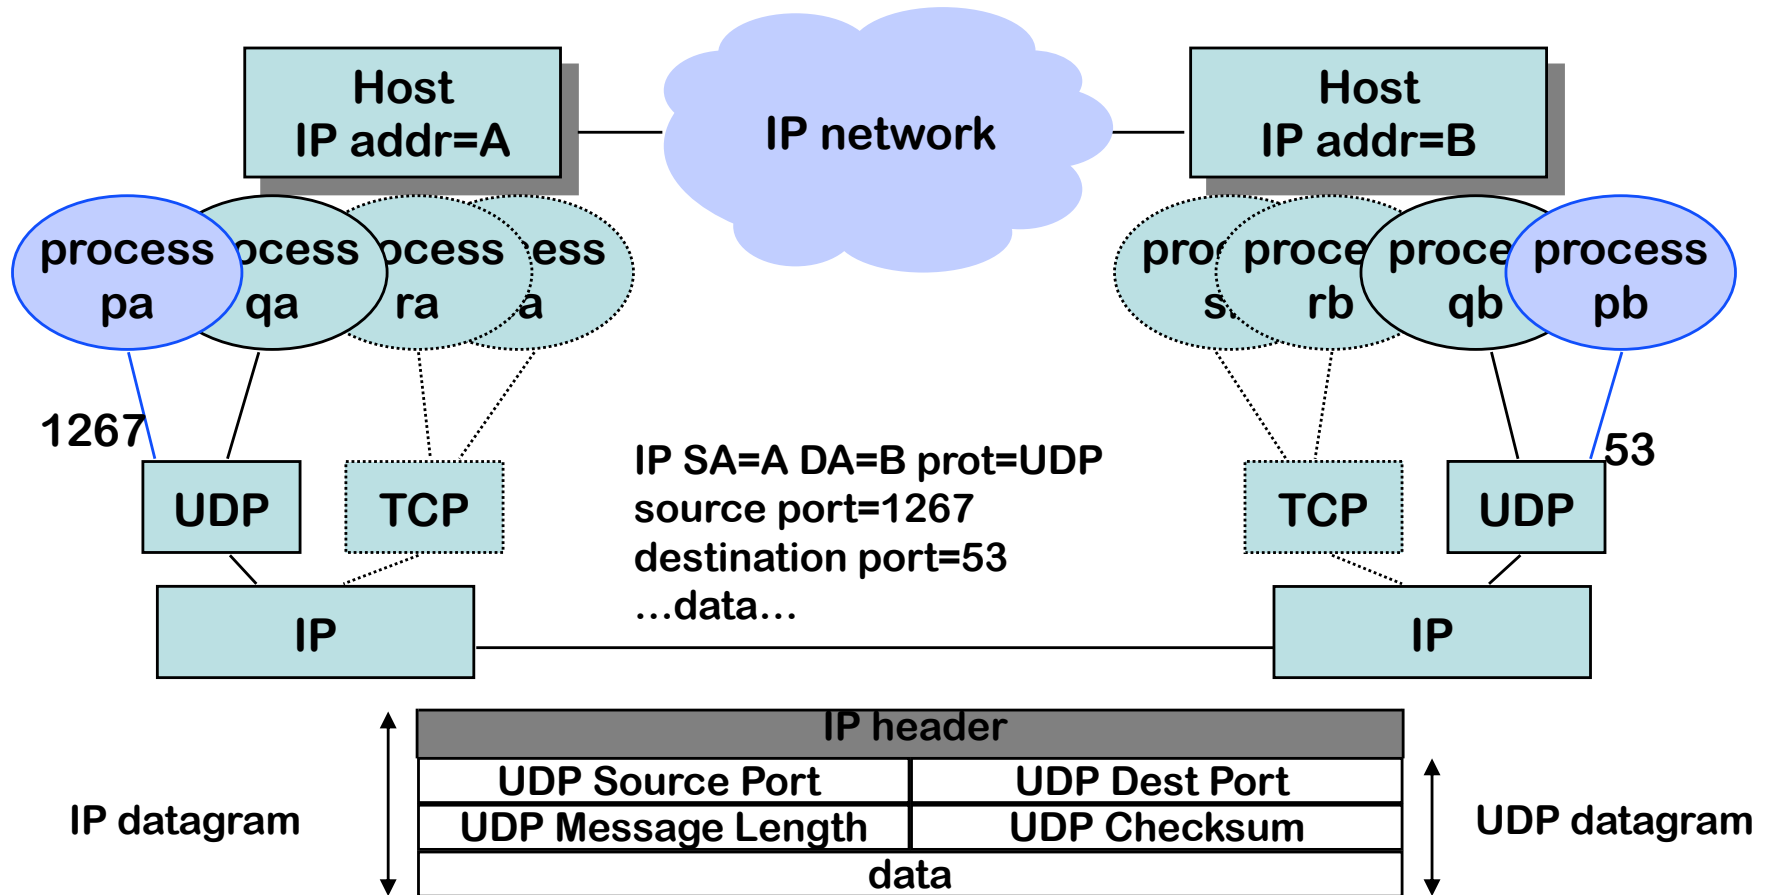 Host
IP addr=A
IP network
Host
IP addr=B
process
pa
ocess
qa
ocess
ra
ess
a
pro
s
proce
rb
proce
qb
process
pb
1267
53
UDP
TCP
IP SA=A DA=B prot=UDP
source port=1267
destination port=53
...data...
TCP
UDP
IP
IP
IP header
UDP Source Port
UDP Dest Port
IP datagram
UDP Message Length
UDP Checksum
UDP datagram
data